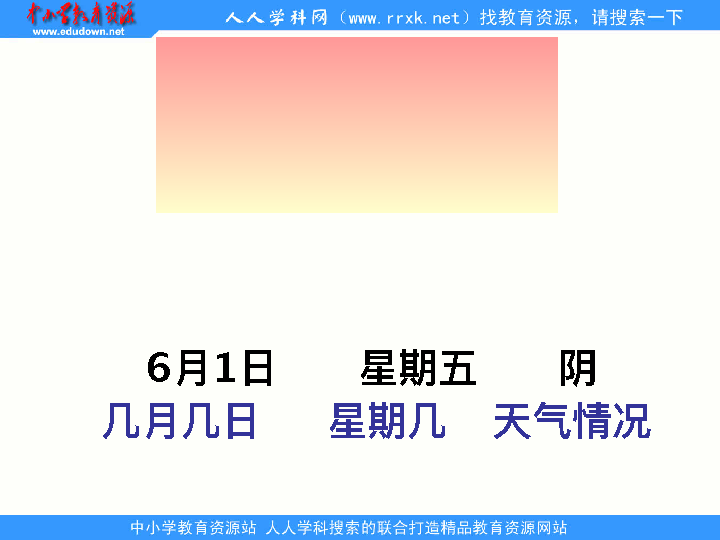 中小学教育资源
www.edudown.net
人人学科网（www.rrxk.net）找教育资源，请搜索一下
6月1日 星期五 阴
几月几日 星期几 天气情况
中小学教育资源站 人人学科搜索的联合打造精品教育资源网站